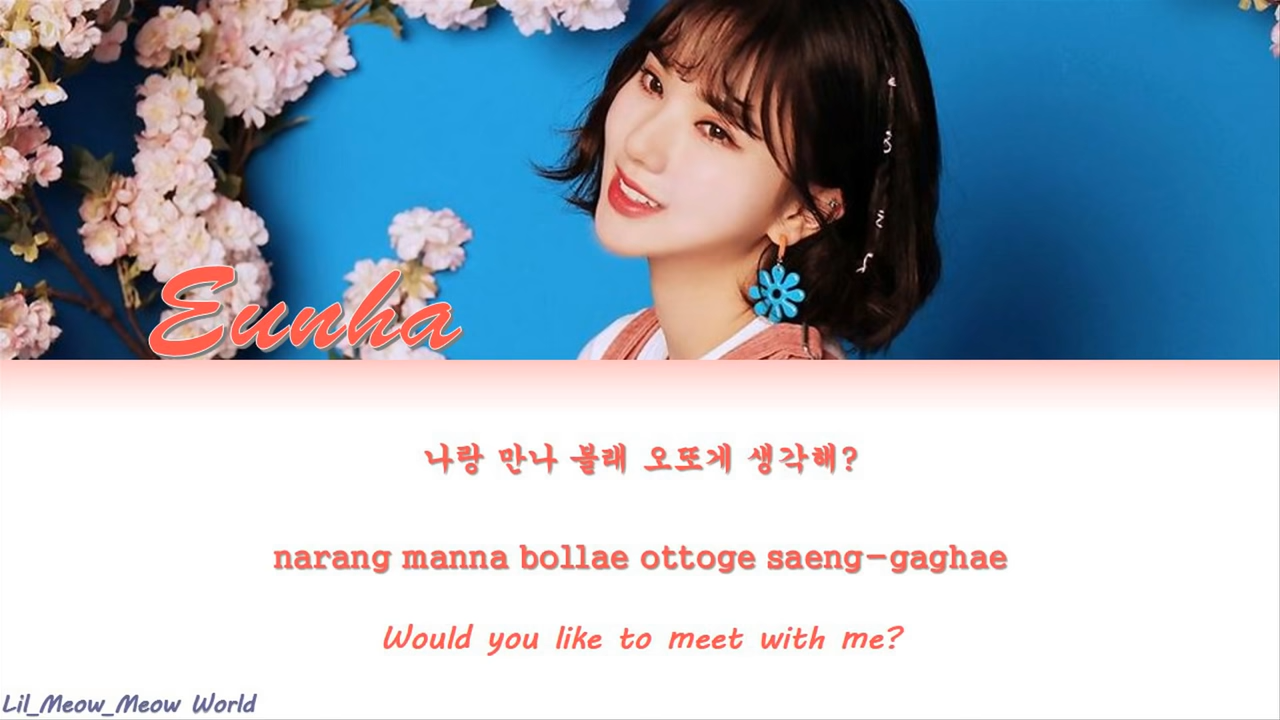 Eunha
나랑 만나 볼래 오또게 생각해?
narang manna bollae ottoge saeng-gaghae
Would you like to meet with me?
Lil_Meow_Meow World